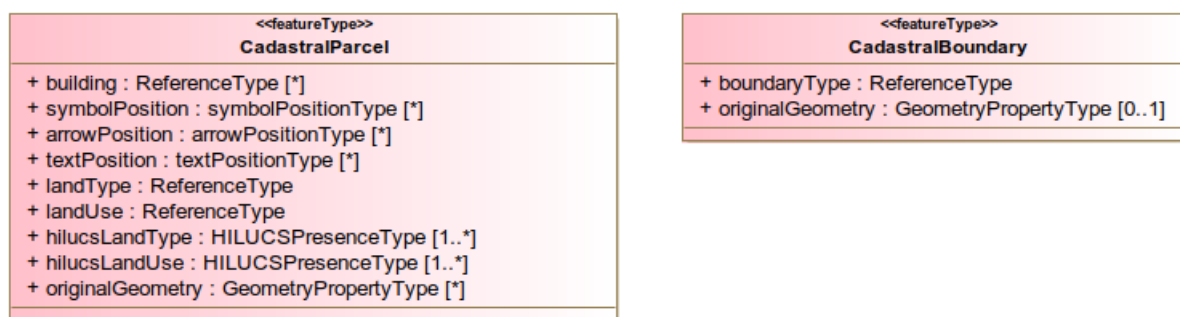 <<featureType>>
CadastralParcel
+ building : ReferenceType [*]
+ symbolPosition : symbolPositionType [*]
+ arrowPosition : arrowPositionType [*]
+ textPosition : textPositionType [*]
+ landType : ReferenceType
+ landUse : ReferenceType
+ hilucsLandType : HILUCSPresenceType [1..*]
+ hilucsLandUse : HILUCSPresenceType [1..*]
+ originalGeometry : GeometryPropertyType [*]
<<featureType>>
CadastralBoundary
+ boundaryType : ReferenceType
+ originalGeometry : GeometryPropertyType [0..1]